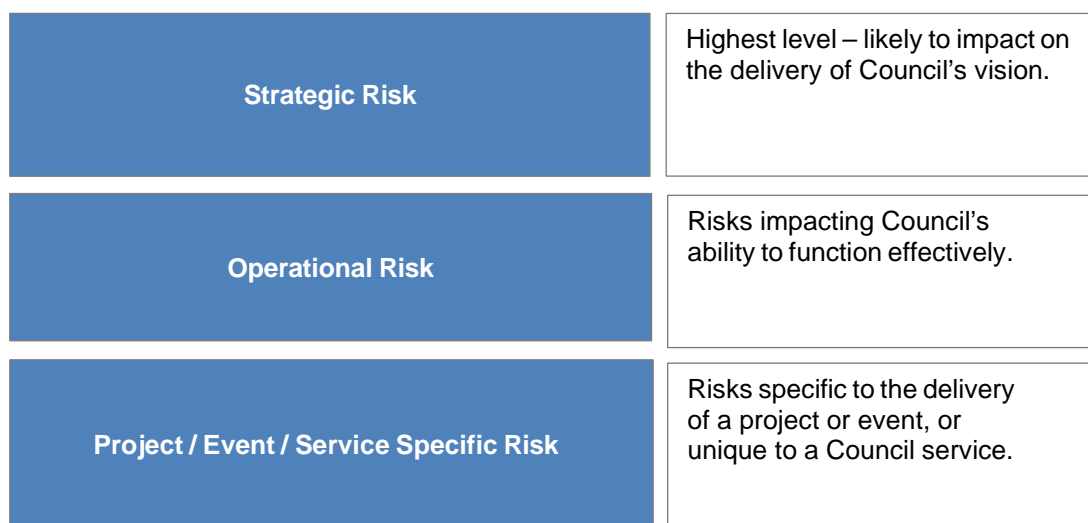 Strategic Risk
Highest level – likely to impact on
the delivery of Council’s vision.
Operational Risk
Risks impacting Council’s
ability to function effectively.
Project / Event / Service Specific Risk
Risks specific to the delivery
of a project or event, or
unique to a Council service.